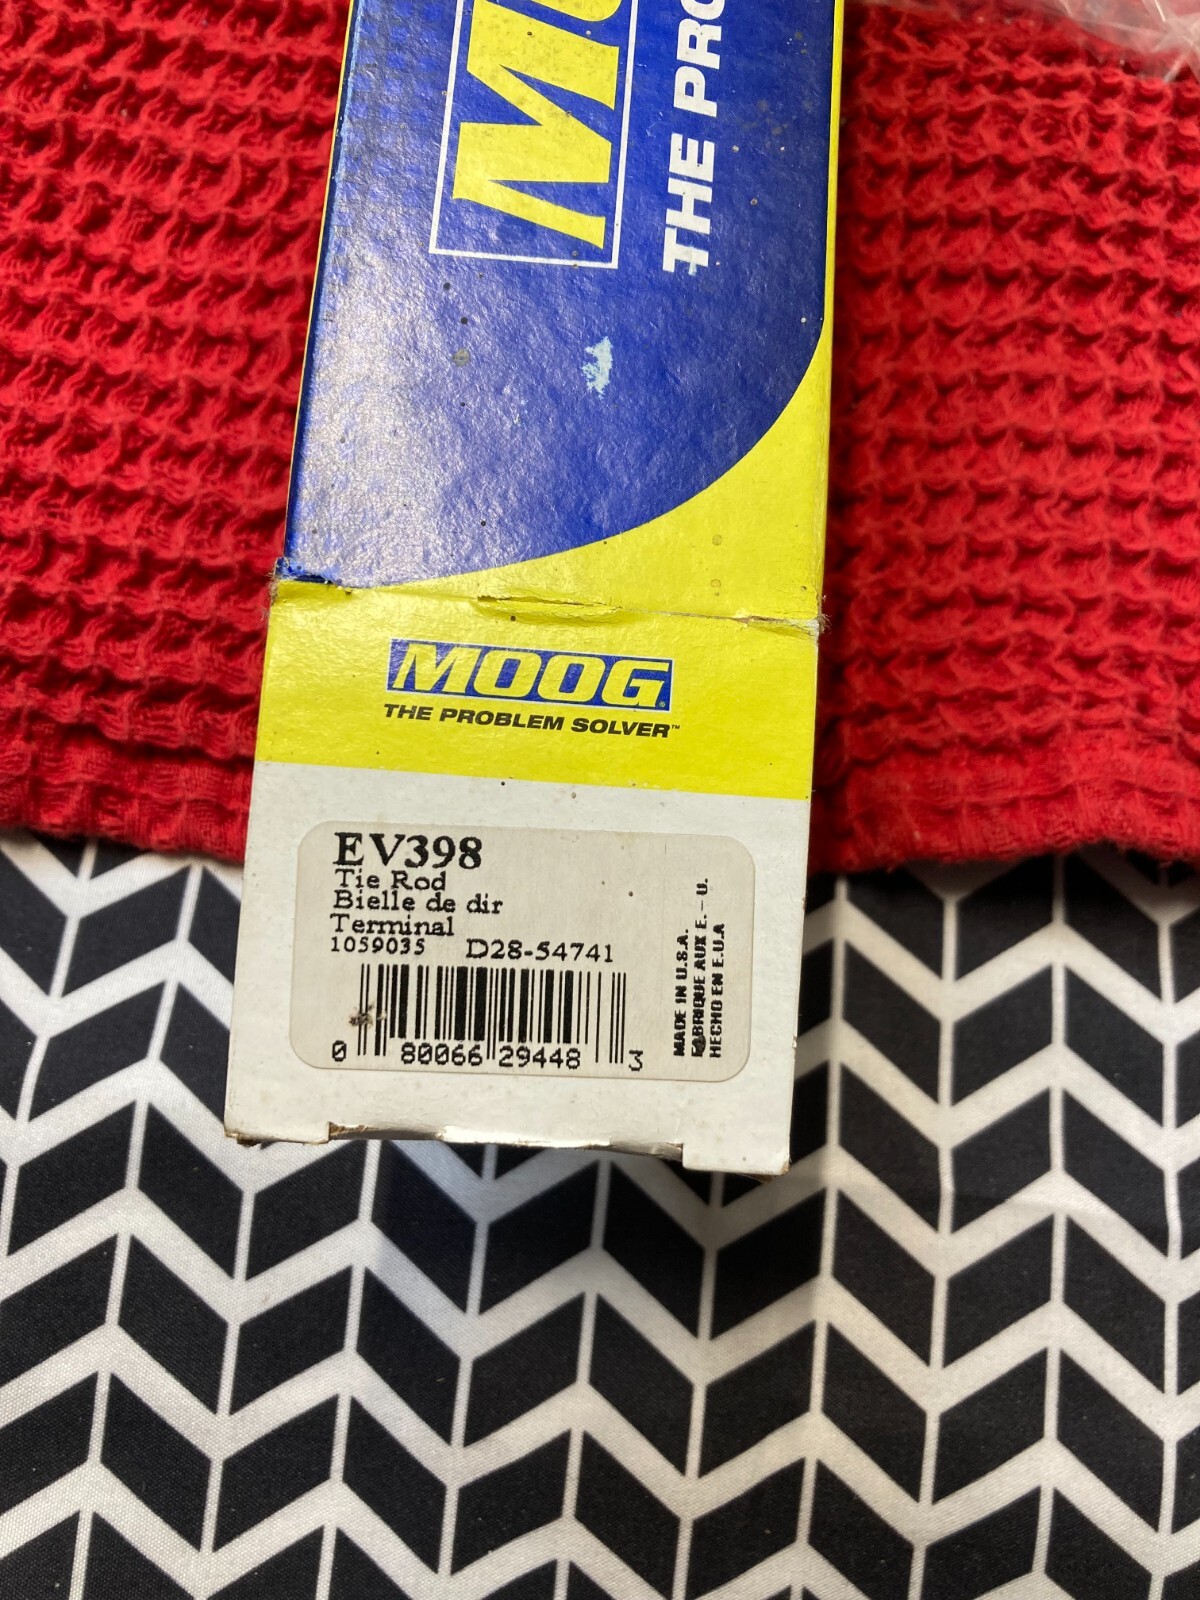 THE
MOOG
THE PROBLEM SOLVER™
EV398
Tie Rod
Bielle de dir
Terminal
1059035 D28-54741
0 80066 29448 3
MADE IN U.S.A.
FABRIQUE AUX E.-U.
HECHO EN E.U.A